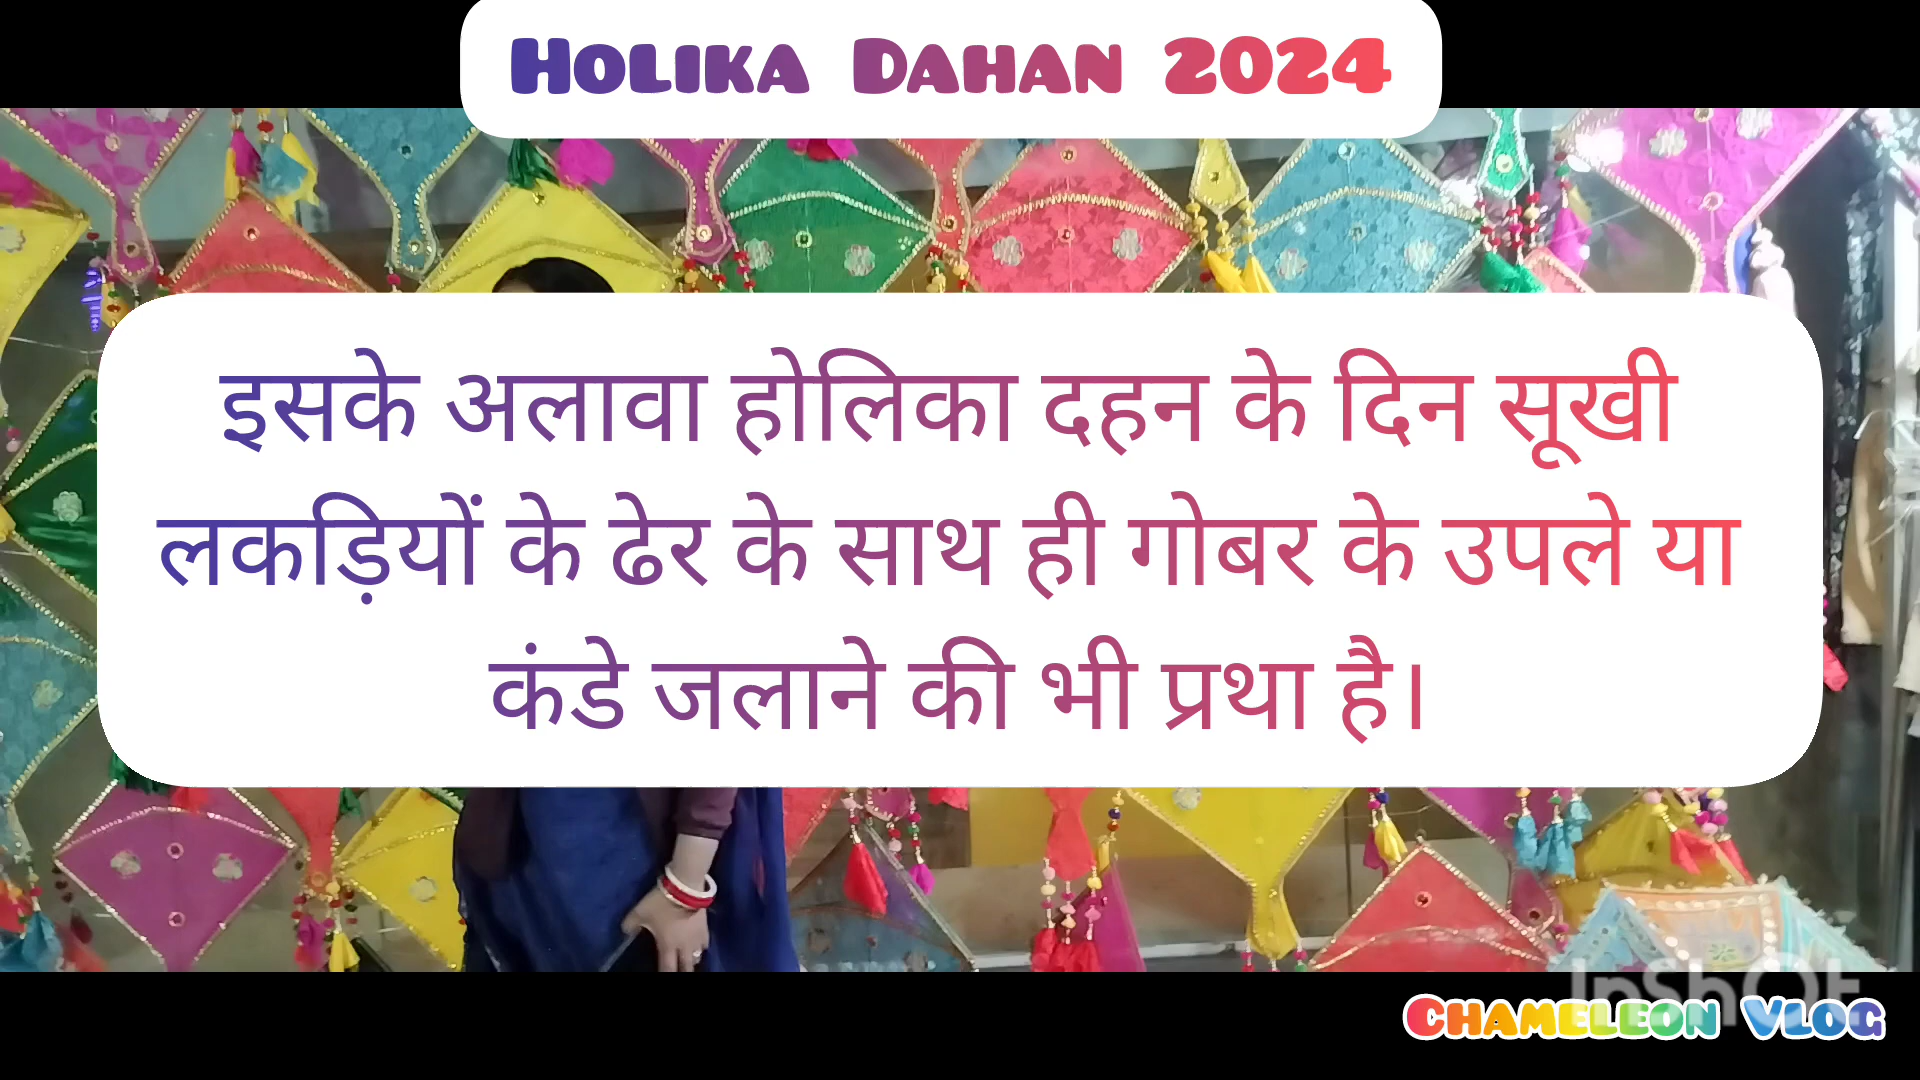 HOLIKA DAHAN 2024
इसके अलावा होलिका दहन के दिन सूखी
लकड़ियों के ढेर के साथ ही गोबर के उपले या
कंडे जलाने की भी प्रथा है।
InShOt
CHAMELEON VLOG